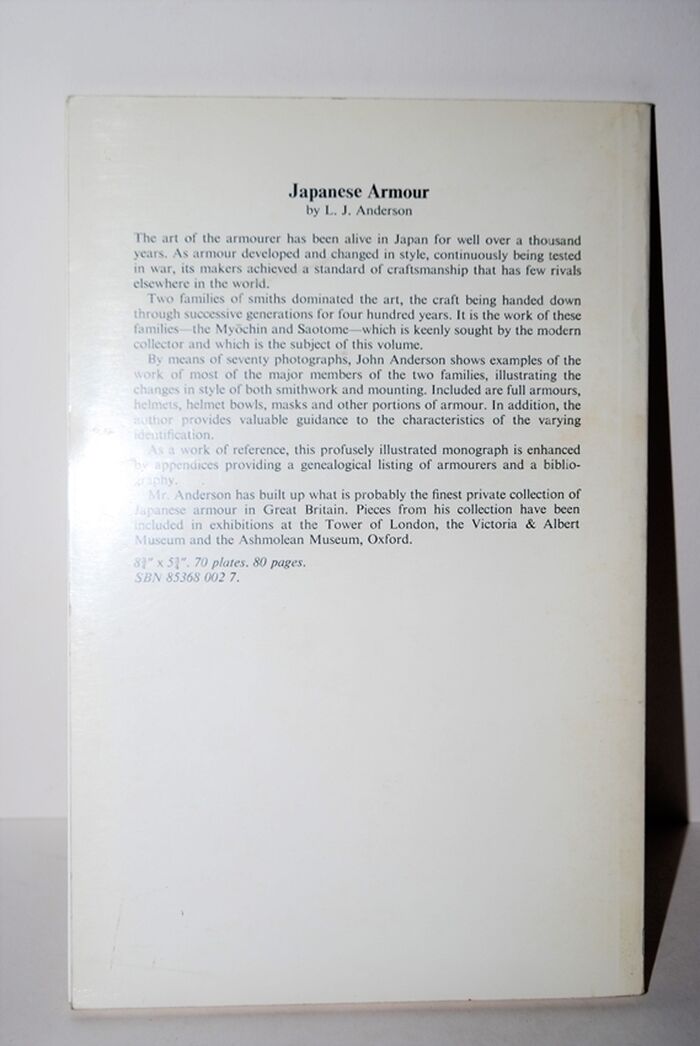 Japanese Armour
by L. J. Anderson
The art of the armourer has been alive in Japan for well over a thousand
years. As armour developed and changed in style, continuously being tested
in war, its makers achieved a standard of craftsmanship that has few rivals
elsewhere in the world.
Two families of smiths dominated the art, the craft being handed down
through successive generations for four hundred years. It is the work of these
families—the Myōchin and Saotome—which is keenly sought by the modern
collector and which is the subject of this volume.
By means of seventy photographs, John Anderson shows examples of the
work of most of the major members of the two families, illustrating the
changes in style of both smithwork and mounting. Included are full armours,
helmets, helmet bowls, masks and other portions of armour. In addition, the
author provides valuable guidance to the characteristics of the varying
identification.
As a work of reference, this profusely illustrated monograph is enhanced
by appendices providing a genealogical listing of armourers and a biblio-
graphy.
Mr. Anderson has built up what is probably the finest private collection of
Japanese armour in Great Britain. Pieces from his collection have been
included in exhibitions at the Tower of London, the Victoria & Albert
Museum and the Ashmolean Museum, Oxford.
8¾" x 5¾". 70 plates. 80 pages.
SBN 85368 002 7.